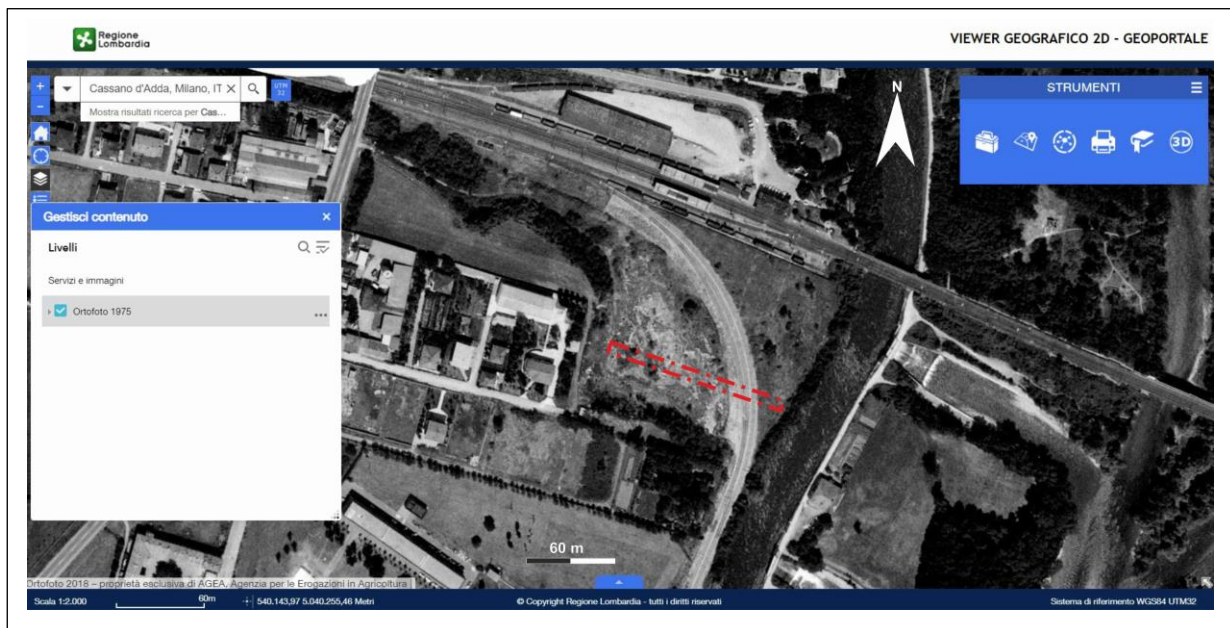 Regione
Lombardia
VIEWER GEOGRAFICO 2D - GEOPORTALE
+
Cassano d'Adda, Milano, IT
UTM
32
Mostra risultati ricerca per Cas...
-
N
STRUMENTI
3D
Gestisci contenuto
Livelli
Servizi e immagini
Ortofoto 1975
60 m
Ortofoto 2018 – proprietà esclusiva di AGEA, Agenzia per le Erogazioni in Agricoltura
Scala 1:2.000
60m
540.143,97 5.040.255,46 Metri
© Copyright Regione Lombardia - tutti i diritti riservati
Sistema di riferimento WGS84 UTM32